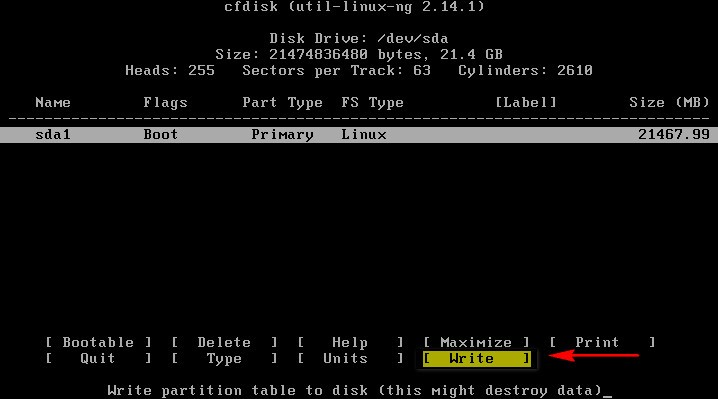 cfdisk (util-linux-ng 2.14.1)
Disk Drive: /dev/sda
Size: 21474836480 bytes, 21.4 GB
Heads: 255   Sectors per Track: 63   Cylinders: 2610
Name   Flags   Part Type   FS Type   [Label]   Size (MB)
sda1   Boot   Primary   Linux   21467.99
[ Bootable ]   [ Delete ]   [ Help ]   [ Maximize ]   [ Print ]
[ Quit ]   [ Type ]   [ Units ]   [ Write ]
Write partition table to disk (this might destroy data)_